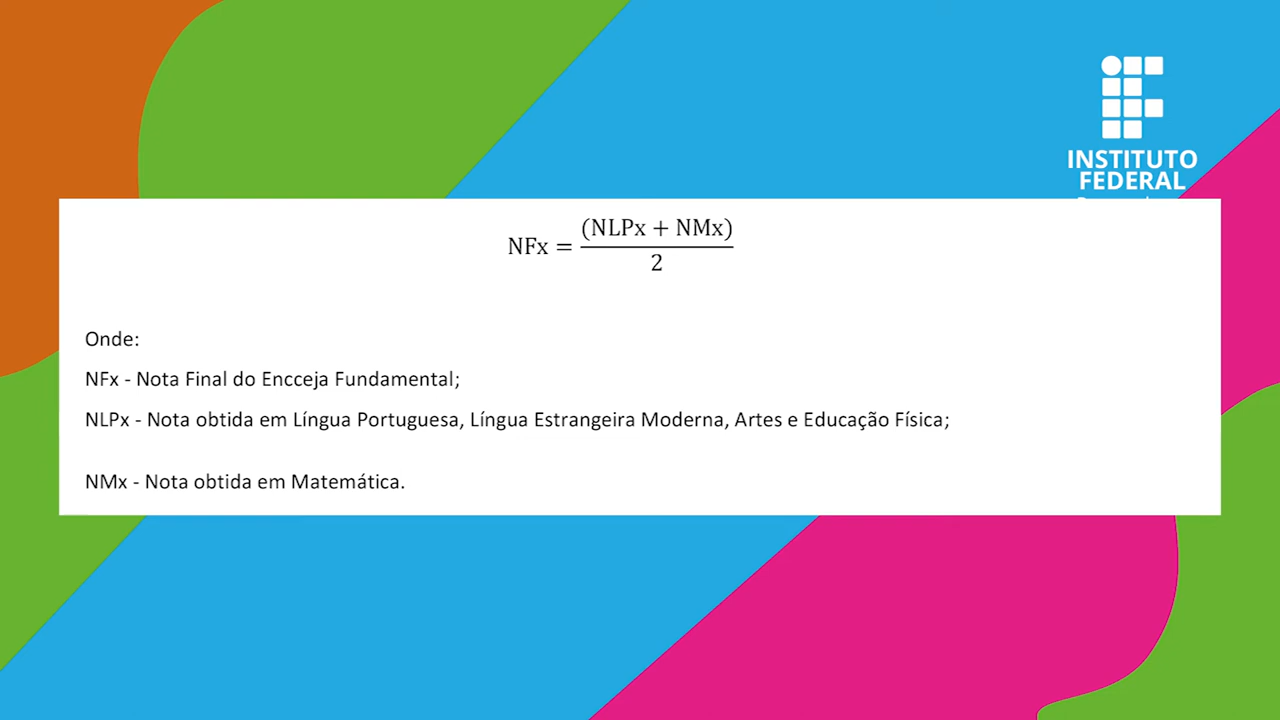 INSTITUTO
FEDERAL
NFx = (NLPx + NMx)
2
Onde:
NFx - Nota Final do Encceja Fundamental;
NLPx - Nota obtida em Língua Portuguesa, Língua Estrangeira Moderna, Artes e Educação Física;
NMx - Nota obtida em Matemática.